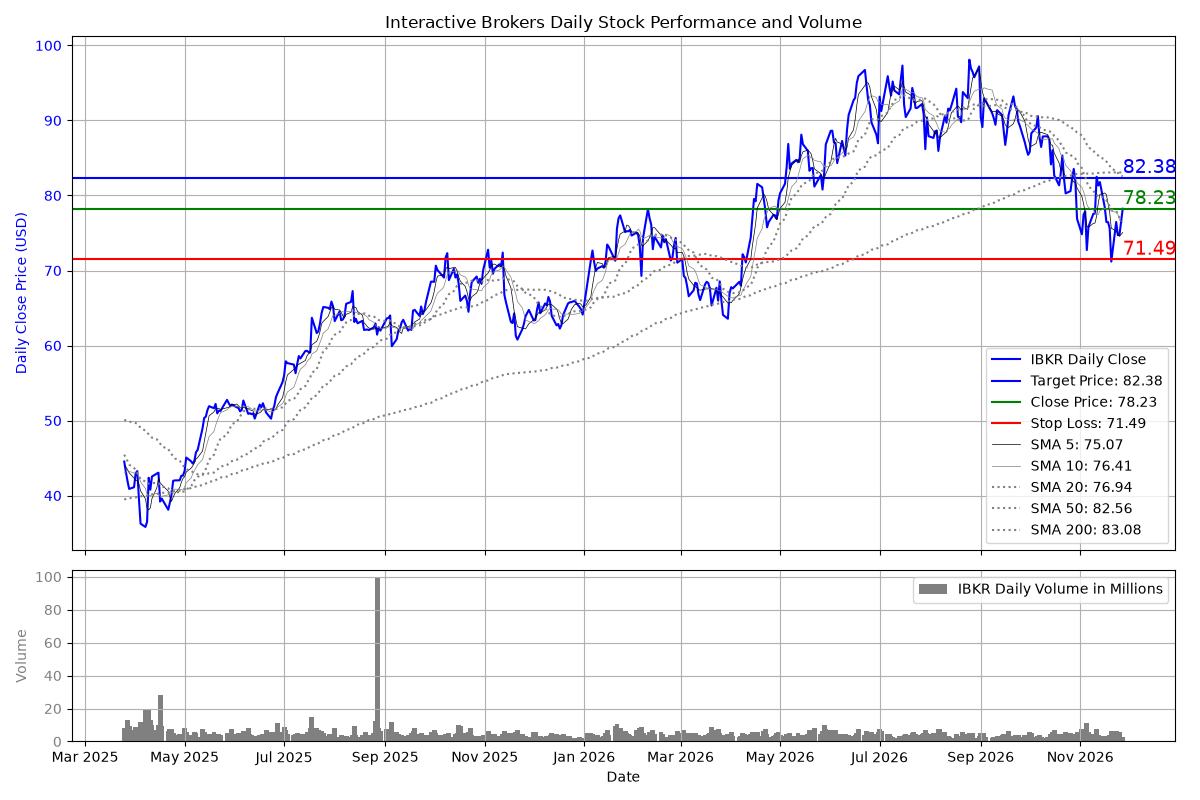 Interactive Brokers Daily Stock Performance and Volume
Daily Close Price (USD)
100
90
80
70
60
50
40
82.38
78.23
71.49
IBKR Daily Close
Target Price: 82.38
Close Price: 78.23
Stop Loss: 71.49
SMA 5: 75.07
SMA 10: 76.41
SMA 20: 76.94
SMA 50: 82.56
SMA 200: 83.08
Volume
100
80
60
40
20
0
IBKR Daily Volume in Millions
Mar 2025
May 2025
Jul 2025
Sep 2025
Nov 2025
Jan 2026
Mar 2026
May 2026
Jul 2026
Sep 2026
Nov 2026
Date